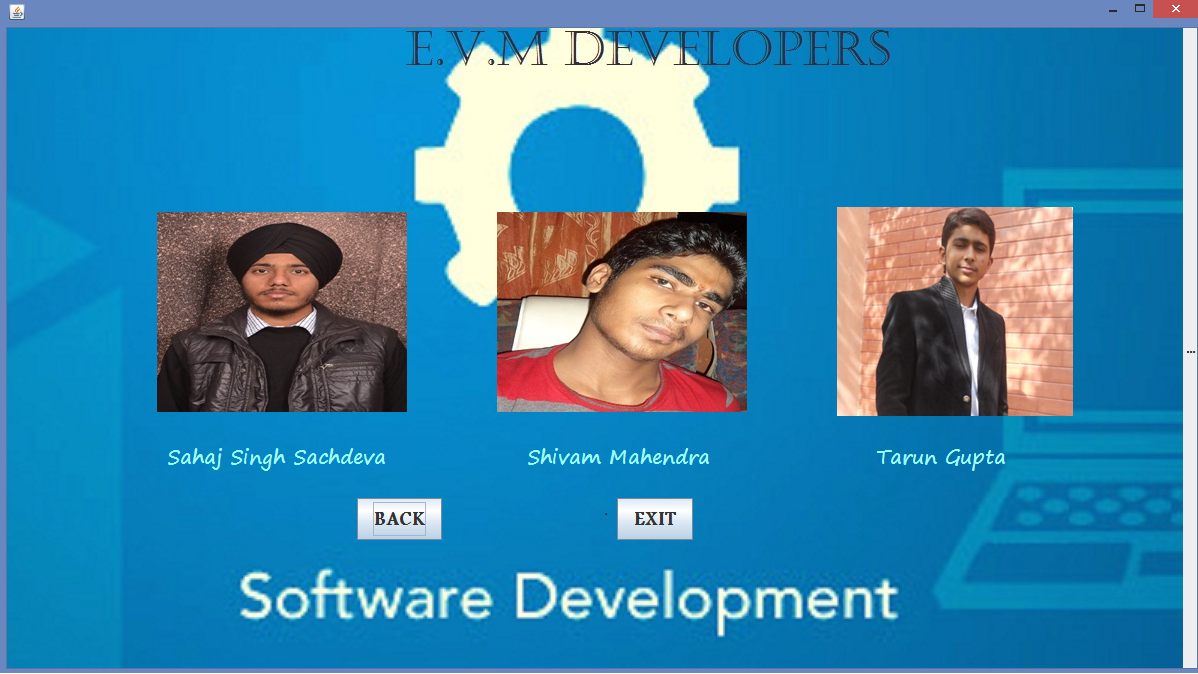 E.V.M DEVELOPERS
Sahaj Singh Sachdeva
Shivam Mahendra
Tarun Gupta
BACK
EXIT
Software Development